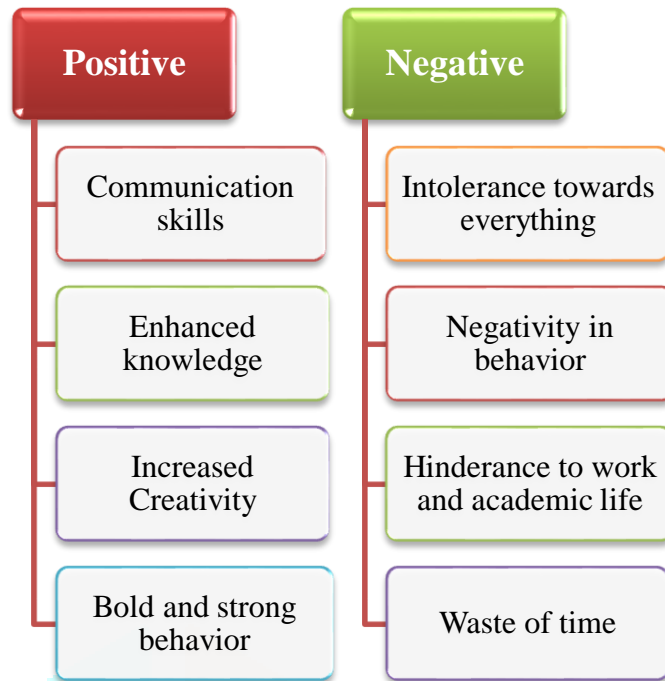 Positive
Communication
skills
Enhanced
knowledge
Increased
Creativity
Bold and strong
behavior
Negative
Intolerance towards
everything
Negativity in
behavior
Hinderance to work
and academic life
Waste of time